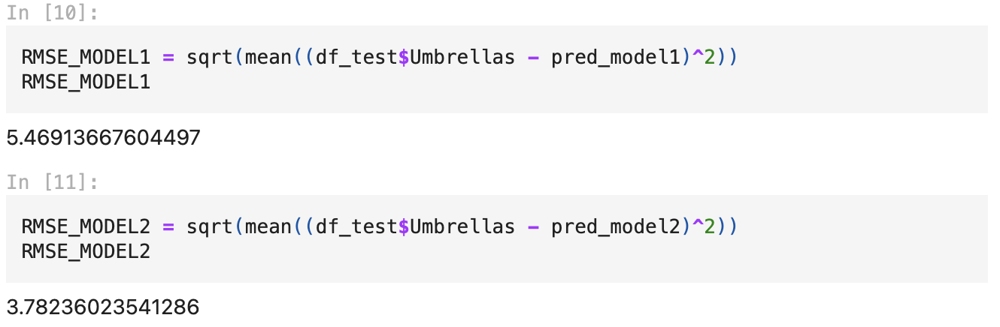 In [10]:
RMSE_MODEL1 = sqrt(mean((df_test$Umbrellas - pred_model1)^2))
RMSE_MODEL1
5.46913667604497
In [11]:
RMSE_MODEL2 = sqrt(mean((df_test$Umbrellas - pred_model2)^2))
RMSE_MODEL2
3.78236023541286